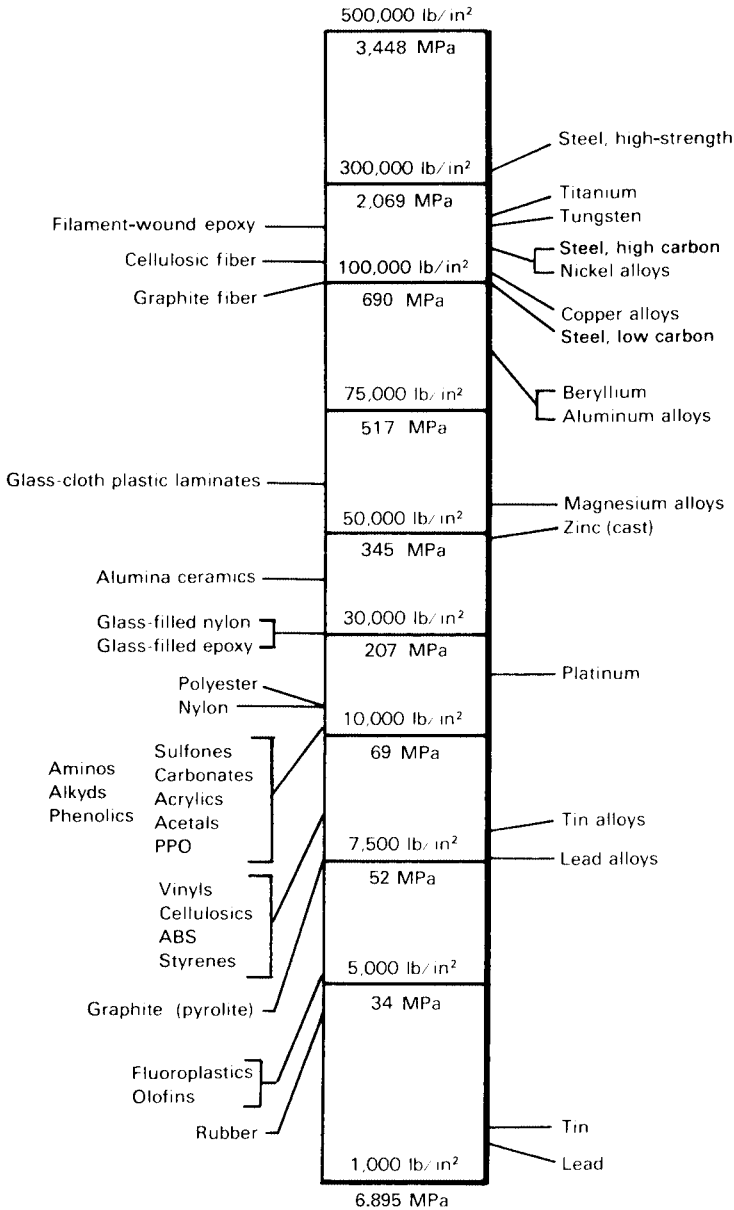 500,000 lb/in²
3,448 MPa
Steel, high-strength
300,000 lb/in²
2,069 MPa
Titanium
Tungsten
Filament-wound epoxy
Steel, high carbon
Cellulosic fiber
100,000 lb/in²
Nickel alloys
Graphite fiber
690 MPa
Copper alloys
Steel, low carbon
75,000 lb/in²
Beryllium
Aluminum alloys
517 MPa
Glass-cloth plastic laminates
Magnesium alloys
50,000 lb/in²
Zinc (cast)
345 MPa
Alumina ceramics
30,000 lb/in²
Glass-filled nylon
Glass-filled epoxy
207 MPa
Platinum
Polyester
Nylon
10,000 lb/in²
69 MPa
Aminos
Alkyds
Phenolics
Sulfones
Carbonates
Acrylics
Acetals
PPO
Tin alloys
7,500 lb/in²
Lead alloys
52 MPa
Vinyls
Cellulosics
ABS
Styrenes
5,000 lb/in²
34 MPa
Graphite (pyrolite)
Fluoroplastics
Olofins
Rubber
Tin
1,000 lb/in²
Lead
6.895 MPa